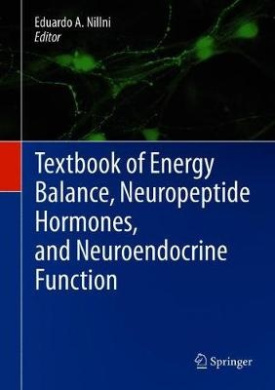 Eduardo A. Nillni
Editor
Textbook of Energy
Balance, Neuropeptide
Hormones,
and Neuroendocrine
Function
Springer